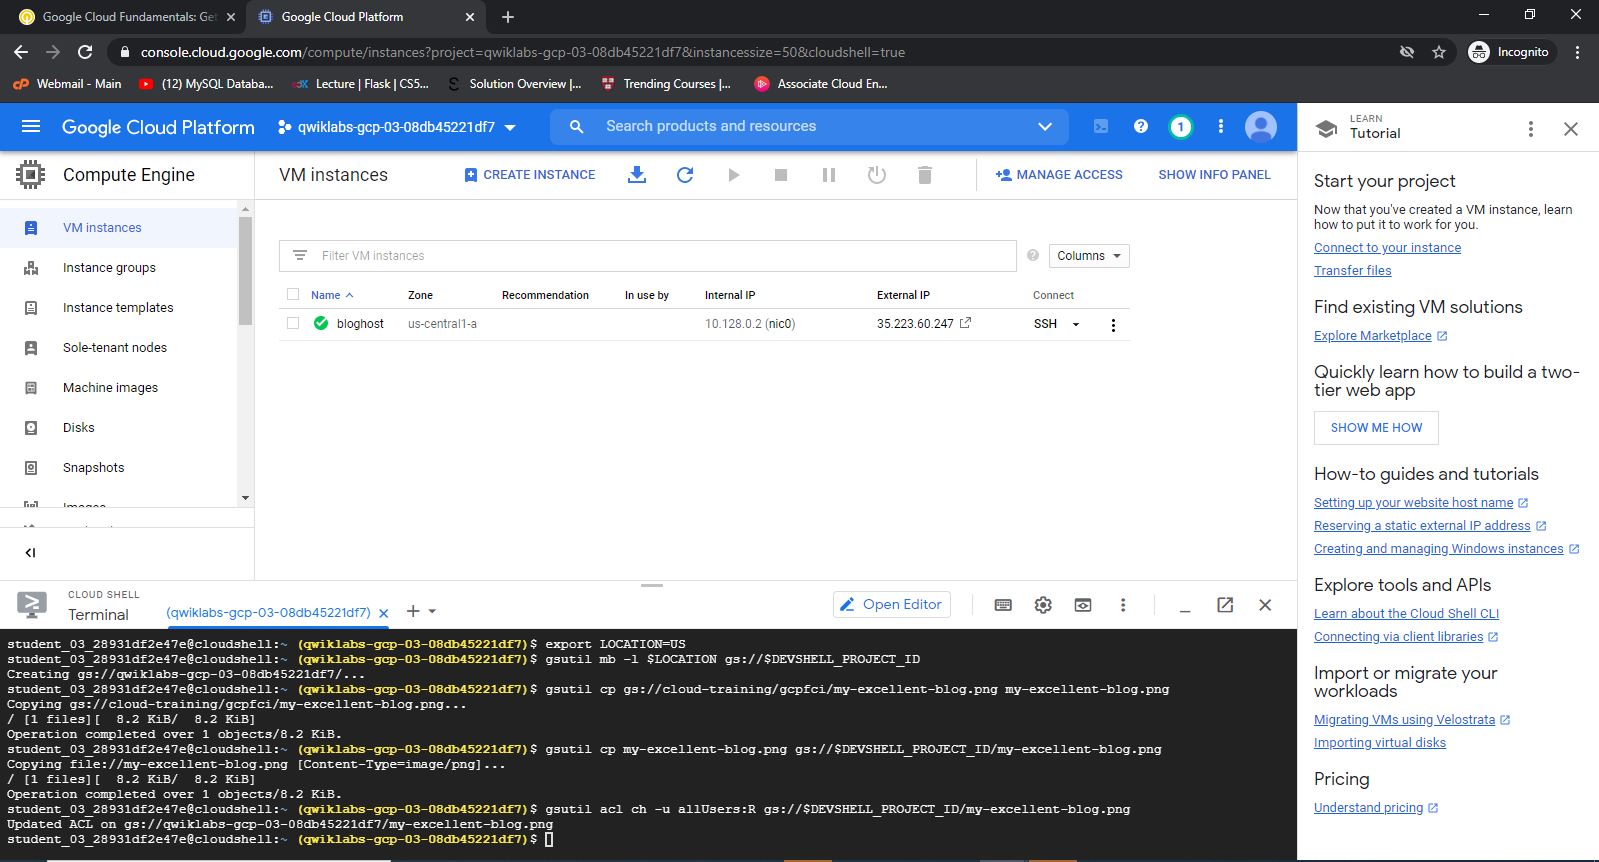 Google Cloud Fundamentals: Get
Google Cloud Platform
console.cloud.google.com/compute/instances?project=qwiklabs-gcp-03-08db45221df7&instancessize=50&cloudshell=true
Incognito
Webmail - Main
(12) MySQL Databa...
Lecture | Flask | CS5...
Solution Overview |...
Trending Courses |...
Associate Cloud En...
Google Cloud Platform
qwiklabs-gcp-03-08db45221df7
Search products and resources
1
LEARN
Tutorial
Compute Engine
VM instances
CREATE INSTANCE
MANAGE ACCESS
SHOW INFO PANEL
VM instances
Instance groups
Instance templates
Sole-tenant nodes
Machine images
Disks
Snapshots
Images
Filter VM instances
Columns
Name
Zone
Recommendation
In use by
Internal IP
External IP
Connect
bloghost
us-central1-a
10.128.0.2 (nic0)
35.223.60.247
SSH
Start your project
Now that you've created a VM instance, learn
how to put it to work for you.
Connect to your instance
Transfer files
Find existing VM solutions
Explore Marketplace
Quickly learn how to build a two-
tier web app
SHOW ME HOW
How-to guides and tutorials
Setting up your website host name
Reserving a static external IP address
Creating and managing Windows instances
Explore tools and APIs
Learn about the Cloud Shell CLI
Connecting via client libraries
Import or migrate your
workloads
Migrating VMs using Velostrata
Importing virtual disks
Pricing
Understand pricing
CLOUD SHELL
Terminal
(qwiklabs-gcp-03-08db45221df7)
Open Editor
student_03_28931df2e47e@cloudshell:~ (qwiklabs-gcp-03-08db45221df7)$ export LOCATION=US
student_03_28931df2e47e@cloudshell:~ (qwiklabs-gcp-03-08db45221df7)$ gsutil mb -l $LOCATION gs://$DEVSHELL_PROJECT_ID
Creating gs://qwiklabs-gcp-03-08db45221df7/...
student_03_28931df2e47e@cloudshell:~ (qwiklabs-gcp-03-08db45221df7)$ gsutil cp gs://cloud-training/gcpfci/my-excellent-blog.png my-excellent-blog.png
Copying gs://cloud-training/gcpfci/my-excellent-blog.png...
/ [1 files][  8.2 KiB/  8.2 KiB]
Operation completed over 1 objects/8.2 KiB.
student_03_28931df2e47e@cloudshell:~ (qwiklabs-gcp-03-08db45221df7)$ gsutil cp my-excellent-blog.png gs://$DEVSHELL_PROJECT_ID/my-excellent-blog.png
Copying file://my-excellent-blog.png [Content-Type=image/png]...
/ [1 files][  8.2 KiB/  8.2 KiB]
Operation completed over 1 objects/8.2 KiB.
student_03_28931df2e47e@cloudshell:~ (qwiklabs-gcp-03-08db45221df7)$ gsutil acl ch -u allUsers:R gs://$DEVSHELL_PROJECT_ID/my-excellent-blog.png
Updated ACL on gs://qwiklabs-gcp-03-08db45221df7/my-excellent-blog.png
student_03_28931df2e47e@cloudshell:~ (qwiklabs-gcp-03-08db45221df7)$